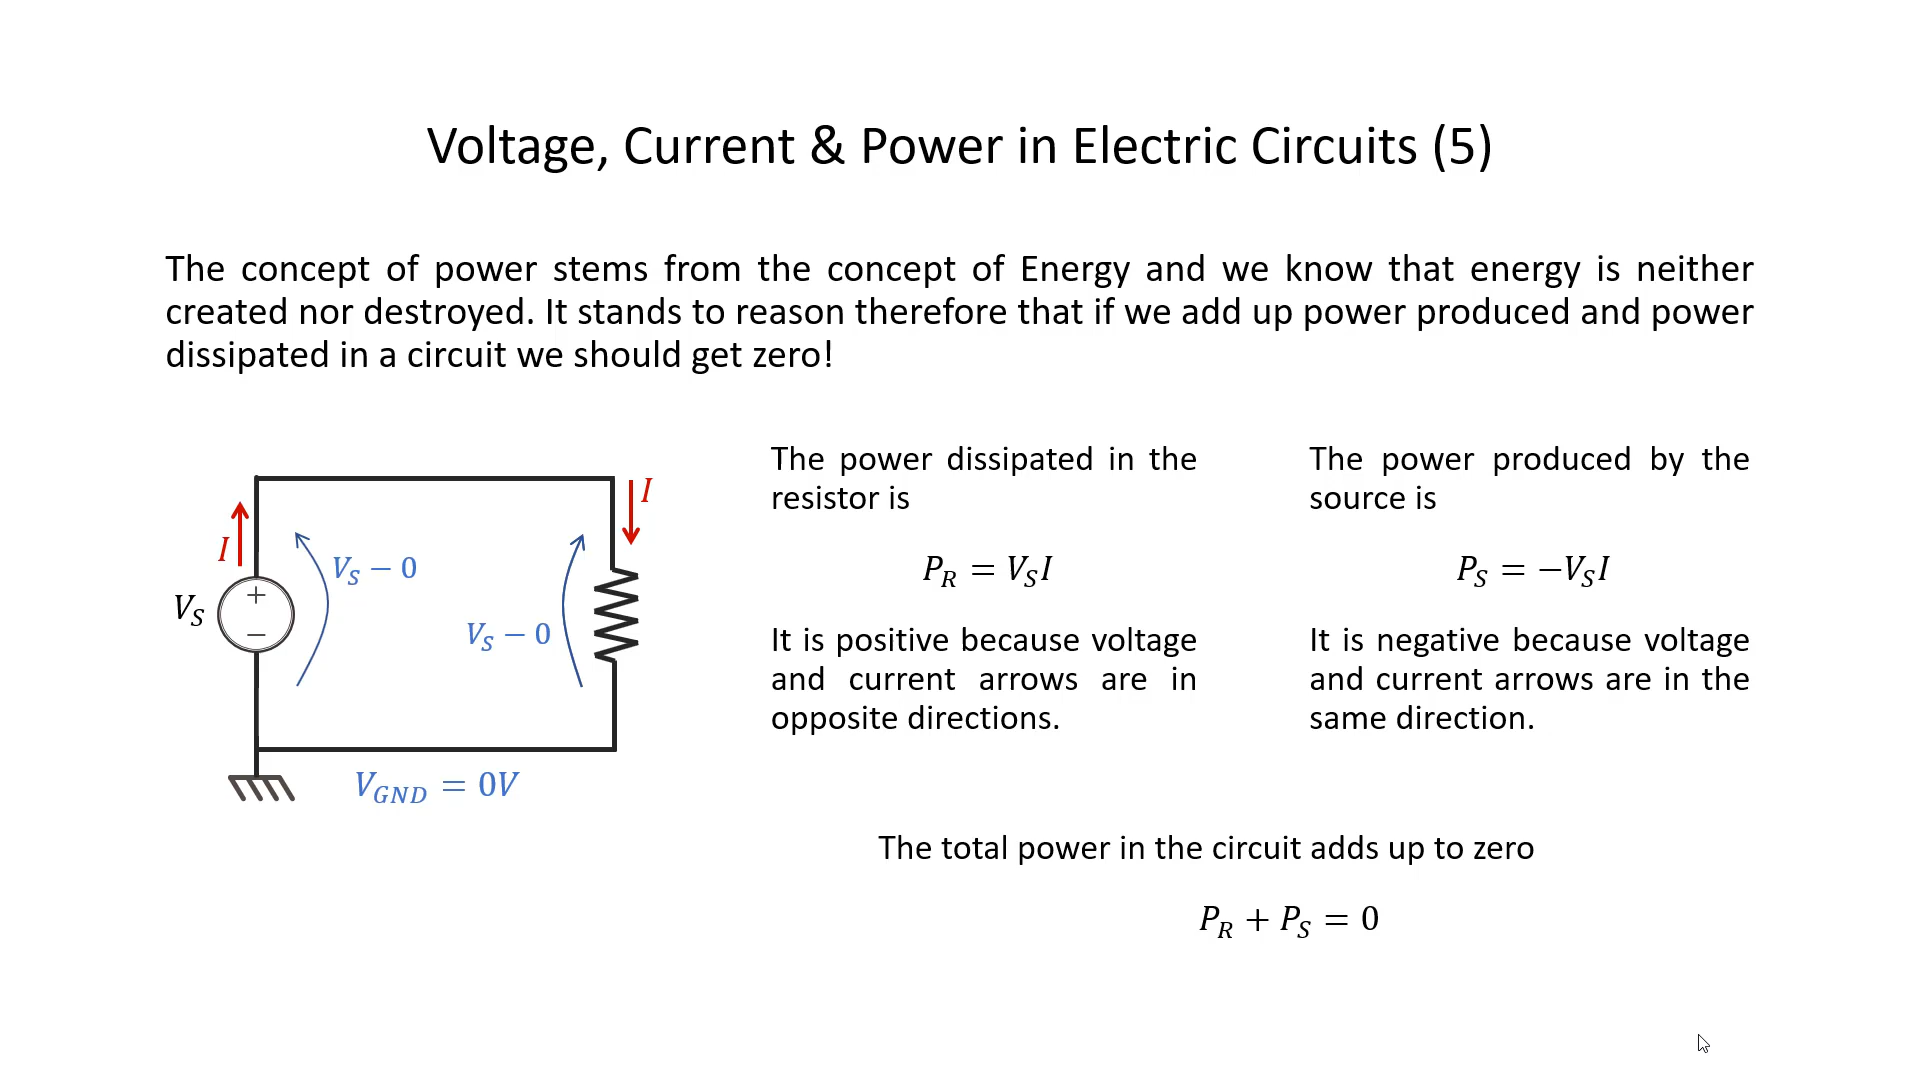 Voltage, Current & Power in Electric Circuits (5)
The concept of power stems from the concept of Energy and we know that energy is neither
created nor destroyed. It stands to reason therefore that if we add up power produced and power
dissipated in a circuit we should get zero!
I
I
V_S − 0
V_S
+
−
V_S − 0
V_GND = 0V
The power dissipated in the
resistor is
P_R = V_S I
It is positive because voltage
and current arrows are in
opposite directions.
The power produced by the
source is
P_S = −V_S I
It is negative because voltage
and current arrows are in the
same direction.
The total power in the circuit adds up to zero
P_R + P_S = 0